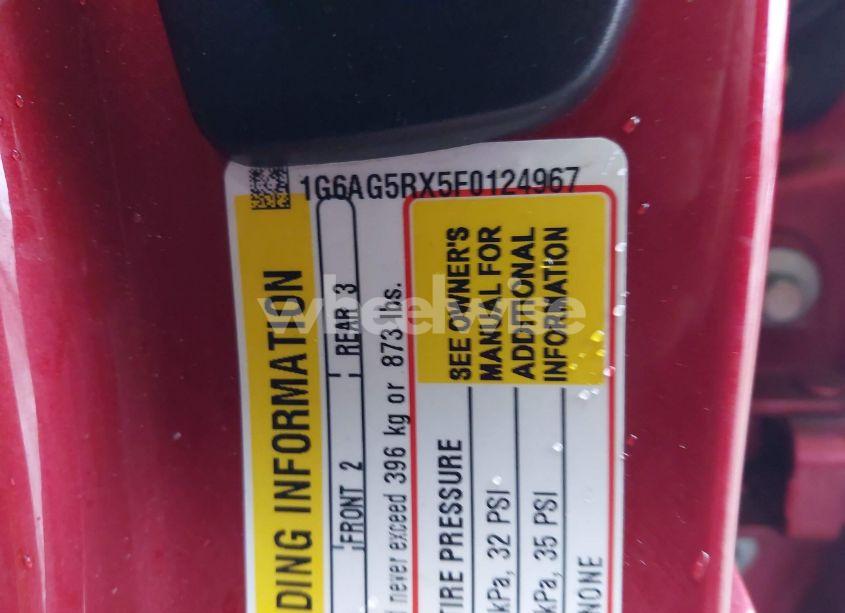 1G6AG5RX5F0124967
DING INFORMATION
FRONT 2 REAR 3
never exceed 396 kg or 873 lbs.
SEE OWNER'S
MANUAL FOR
ADDITIONAL
INFORMATION
TIRE PRESSURE
kPa, 32 PSI
kPa, 35 PSI
NONE
wheelwise